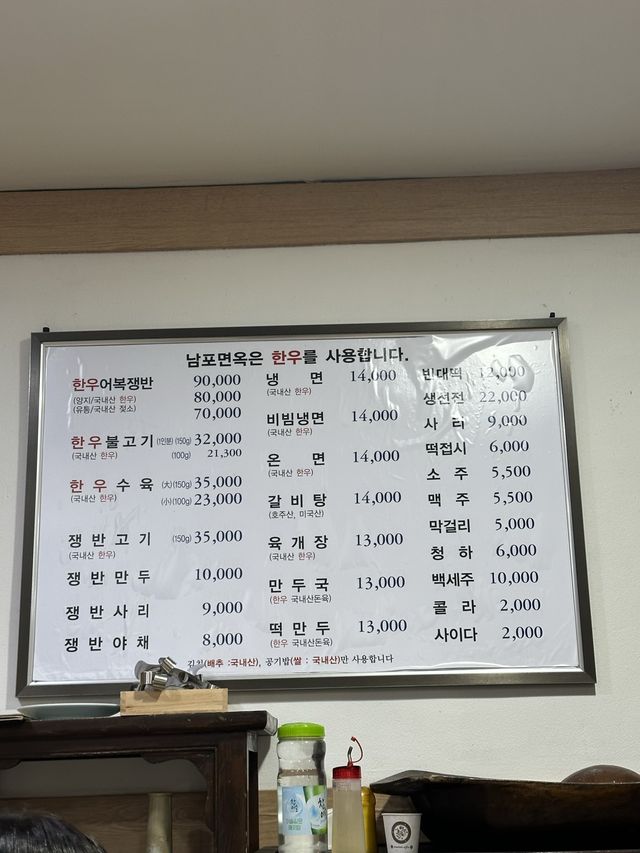 남포면옥은 한우를 사용합니다.
한우어복쟁반 90,000
(양지/국내산 한우) 80,000
(유통/국내산 젖소) 70,000
한우불고기 (1인분) (150g) 32,000
(국내산 한우) (100g) 21,300
한우수육 (大)(150g) 35,000
(국내산 한우) (小)(100g) 23,000
쟁반고기 (150g) 35,000
(국내산 한우)
쟁반만두 10,000
쟁반사리 9,000
쟁반야채 8,000
냉면 14,000
(국내산 한우)
비빔냉면 14,000
(국내산 한우)
온면 14,000
(국내산 한우)
갈비탕 14,000
(호주산, 미국산)
육개장 13,000
(국내산 한우)
만두국 13,000
(한우 국내산돈육)
떡만두 13,000
(한우 국내산돈육)
빈대떡 12,000
생선전 22,000
사리 9,000
떡접시 6,000
소주 5,500
맥주 5,500
막걸리 5,000
청하 6,000
백세주 10,000
콜라 2,000
사이다 2,000
김치(배추 :국내산), 공기밥(쌀 : 국내산)만 사용합니다